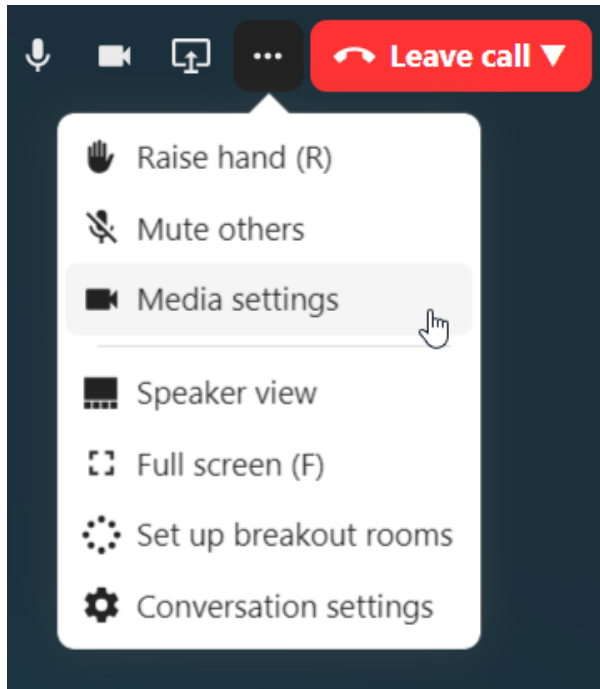 Leave call ▼
Raise hand (R)
Mute others
Media settings
Speaker view
Full screen (F)
Set up breakout rooms
Conversation settings